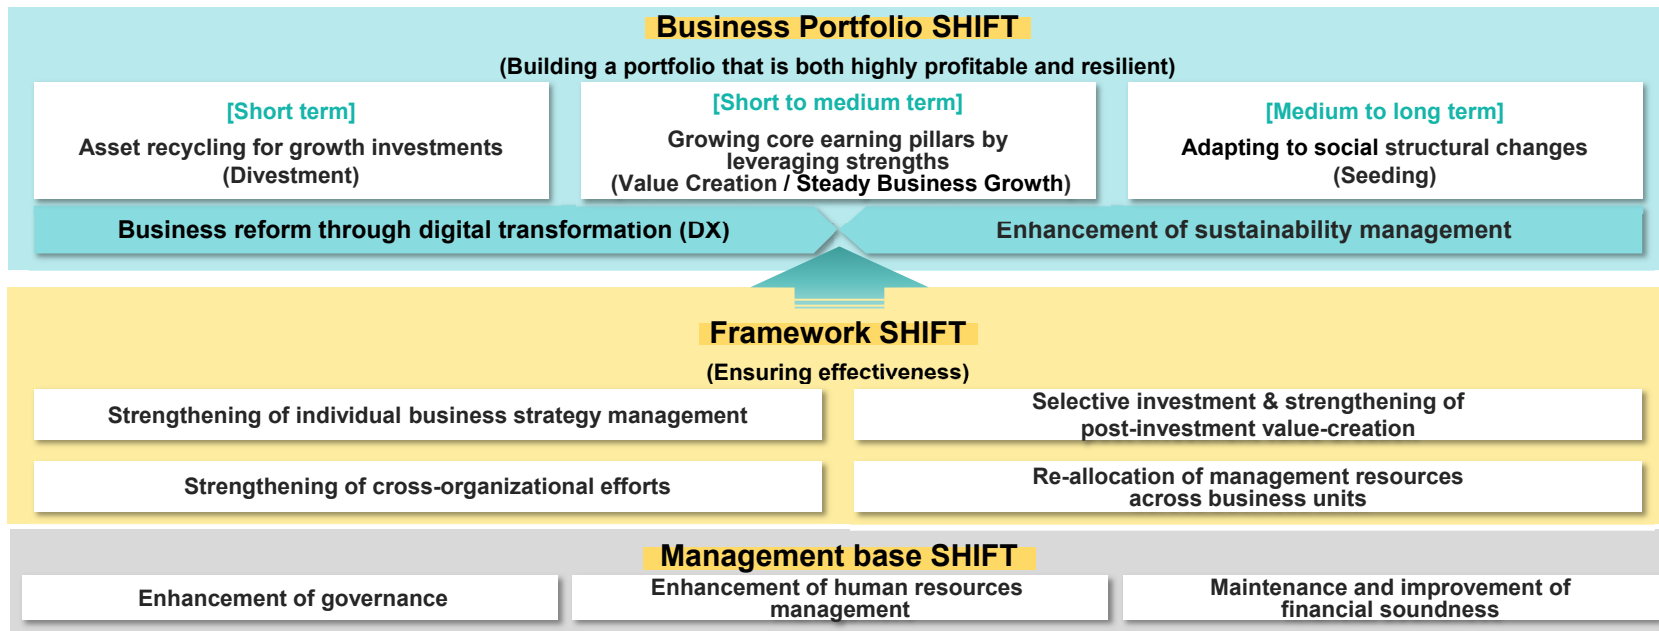 Business Portfolio SHIFT
(Building a portfolio that is both highly profitable and resilient)
[Short term]
Asset recycling for growth investments
(Divestment)
[Short to medium term]
Growing core earning pillars by
leveraging strengths
(Value Creation / Steady Business Growth)
[Medium to long term]
Adapting to social structural changes
(Seeding)
Business reform through digital transformation (DX)
Enhancement of sustainability management
Framework SHIFT
(Ensuring effectiveness)
Strengthening of individual business strategy management
Selective investment & strengthening of
post-investment value-creation
Strengthening of cross-organizational efforts
Re-allocation of management resources
across business units
Management base SHIFT
Enhancement of governance
Enhancement of human resources
management
Maintenance and improvement of
financial soundness